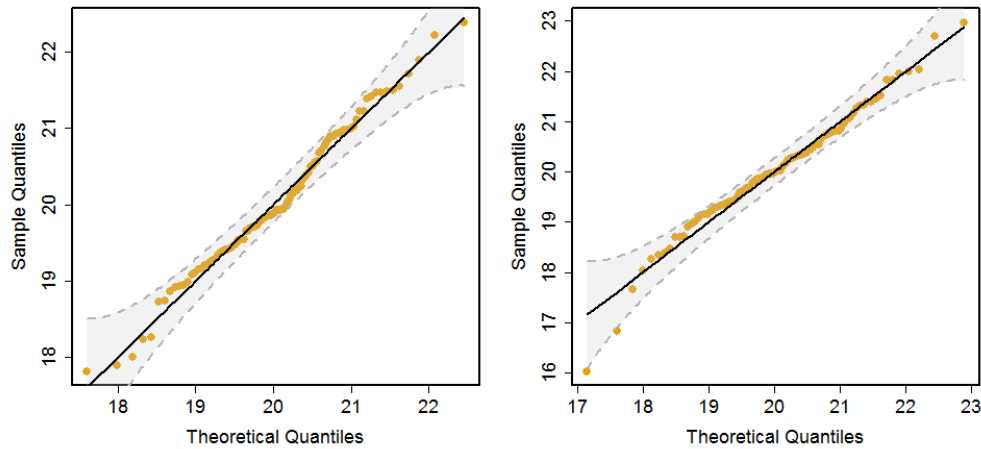 22
21
20
19
18
Sample Quantiles
18 19 20 21 22
Theoretical Quantiles
23
22
21
20
19
18
17
16
Sample Quantiles
17 18 19 20 21 22 23
Theoretical Quantiles